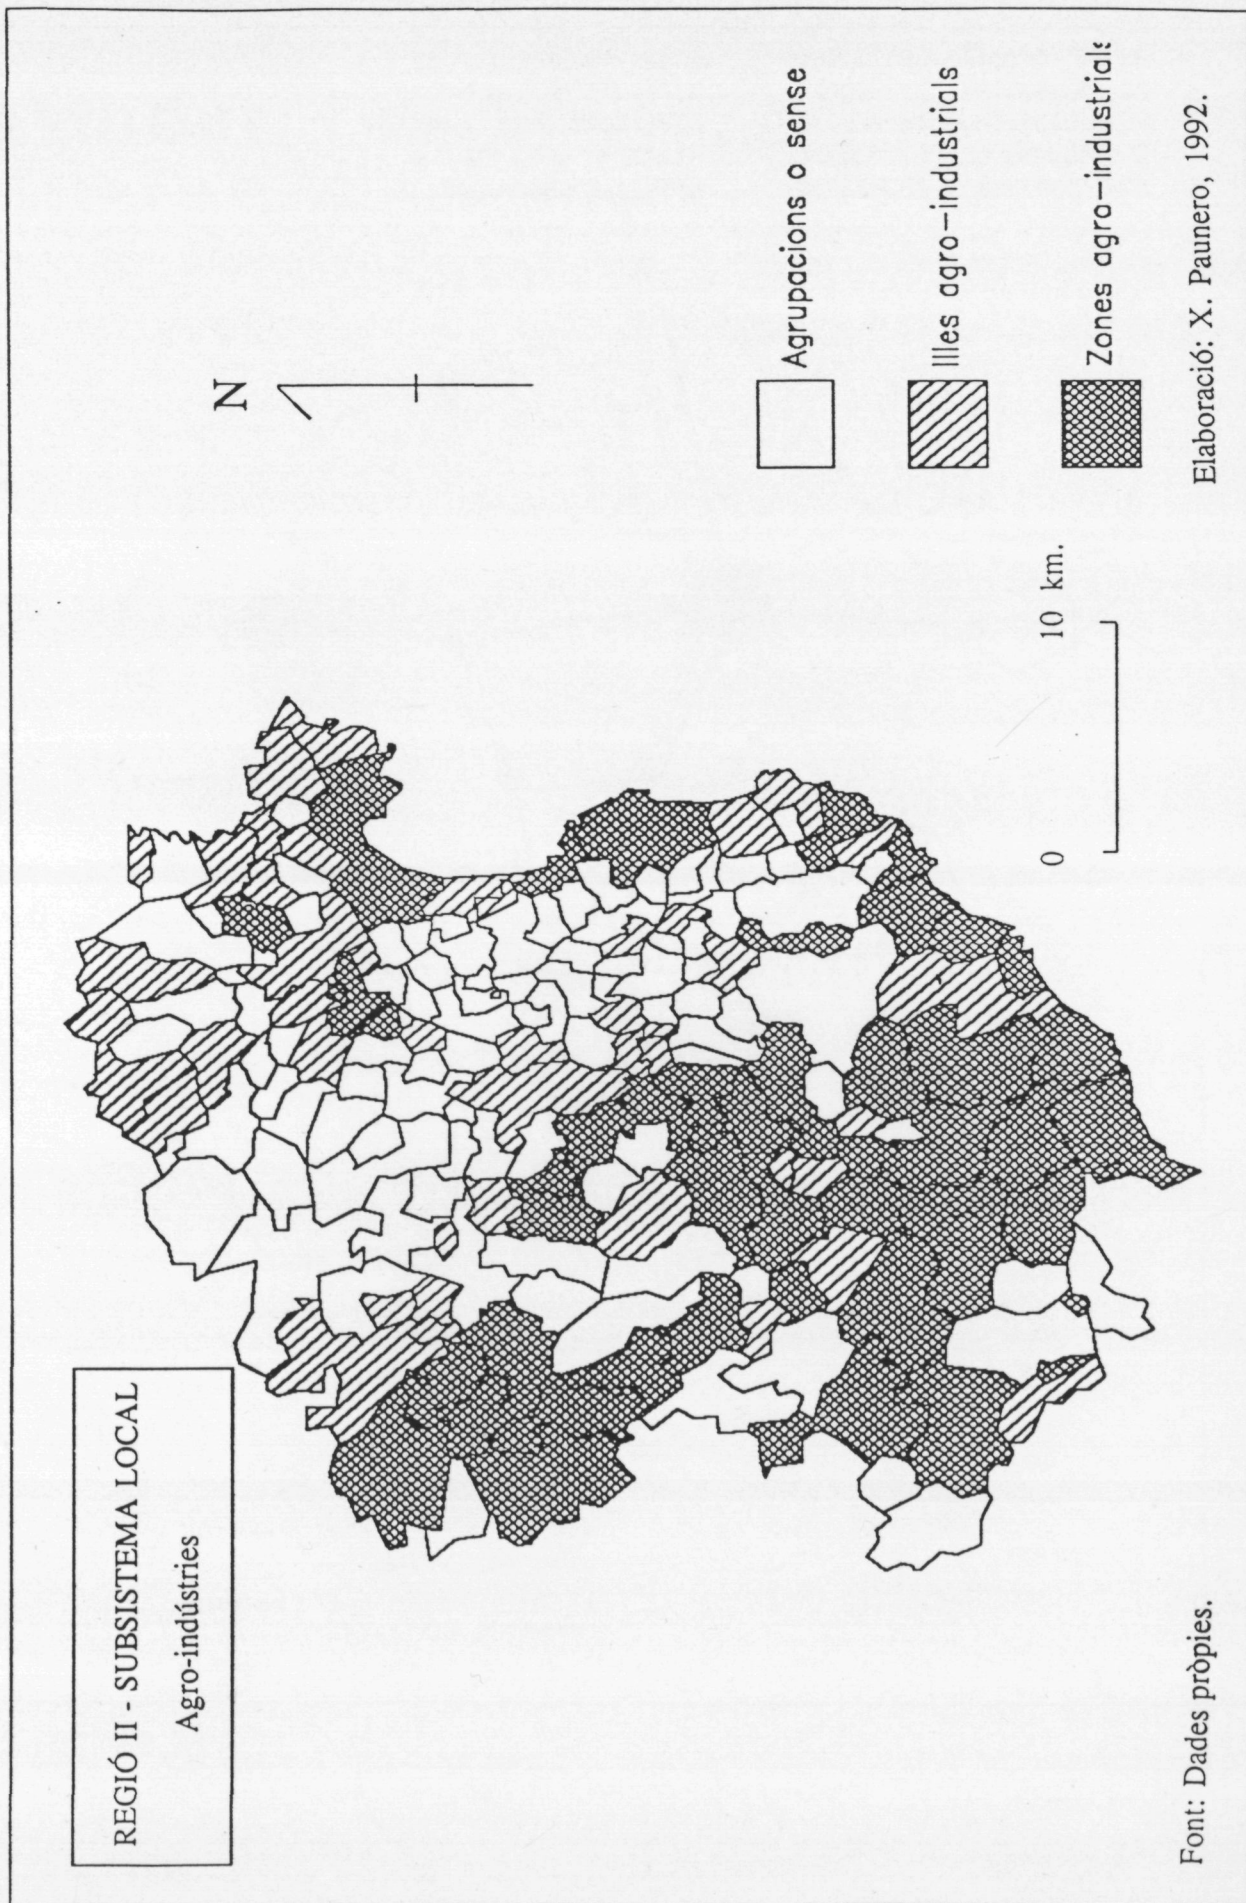 REGIÓ II - SUBSISTEMA LOCAL
Agro-indústries
N
Agrupacions o sense
Illes agro-industrials
Zones agro-industrials
0 10 km.
Font: Dades pròpies.
Elaboració: X. Paunero, 1992.